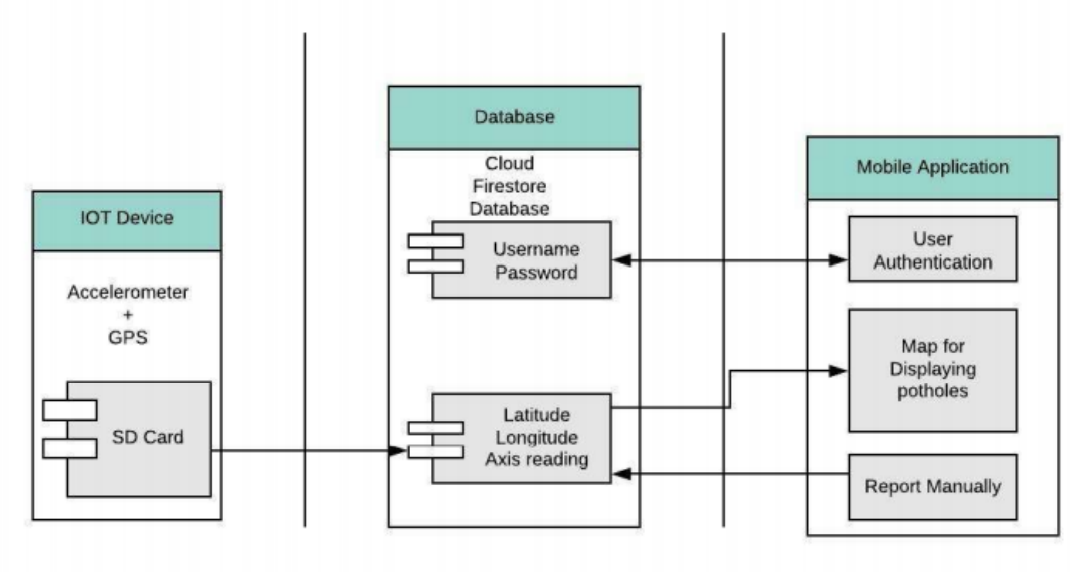 IOT Device
Accelerometer
+
GPS
SD Card
Database
Cloud
Firestore
Database
Username
Password
Latitude
Longitude
Axis reading
Mobile Application
User
Authentication
Map for
Displaying
potholes
Report Manually